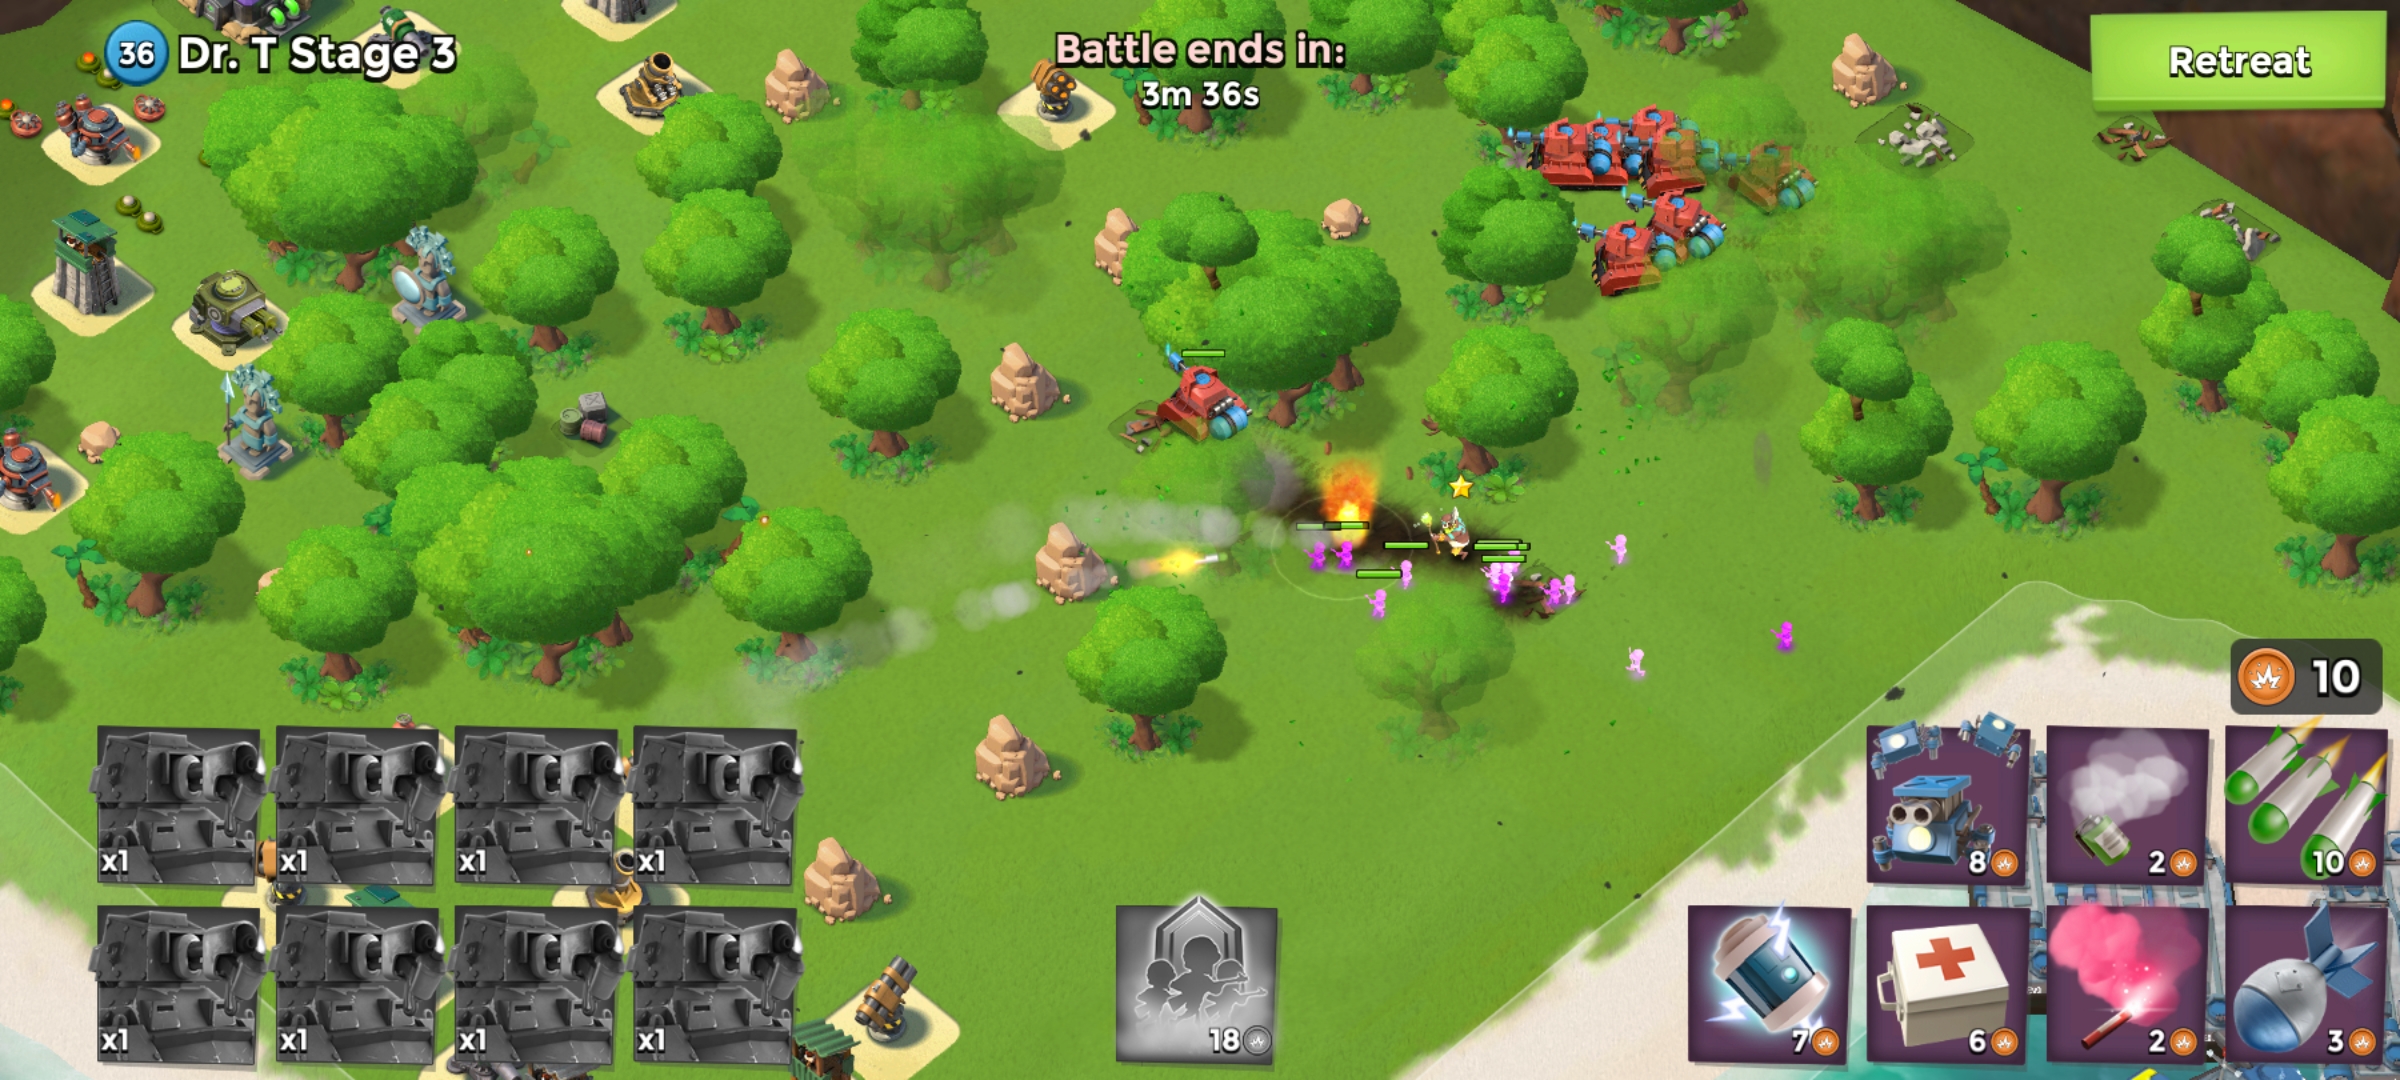 36 Dr. T Stage 3
Battle ends in:
3m 36s
Retreat
10
x1 x1 x1 x1
8 2 10
x1 x1 x1 x1
18
7 6 2 3